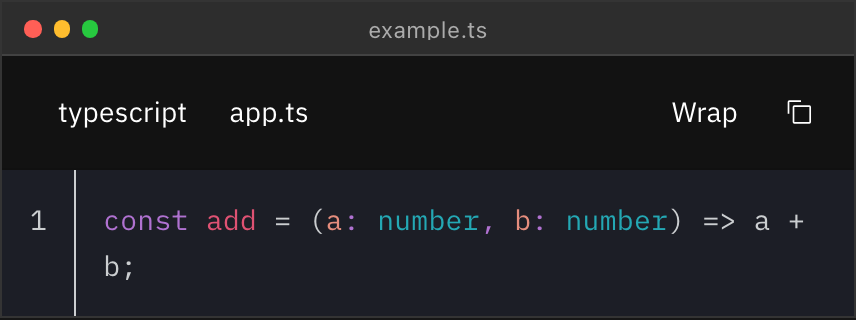 example.ts
typescript app.ts Wrap
1 const add = (a: number, b: number) => a +
b;